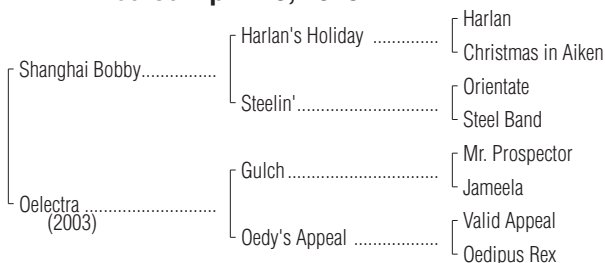 Harlan
Harlan's Holiday ..............
Christmas in Aiken
Shanghai Bobby................
Orientate
Steelin'..............................
Steel Band
Mr. Prospector
Gulch ................................
Jameela
Oelectra ............................
(2003)
Valid Appeal
Oedy's Appeal ..................
Oedipus Rex